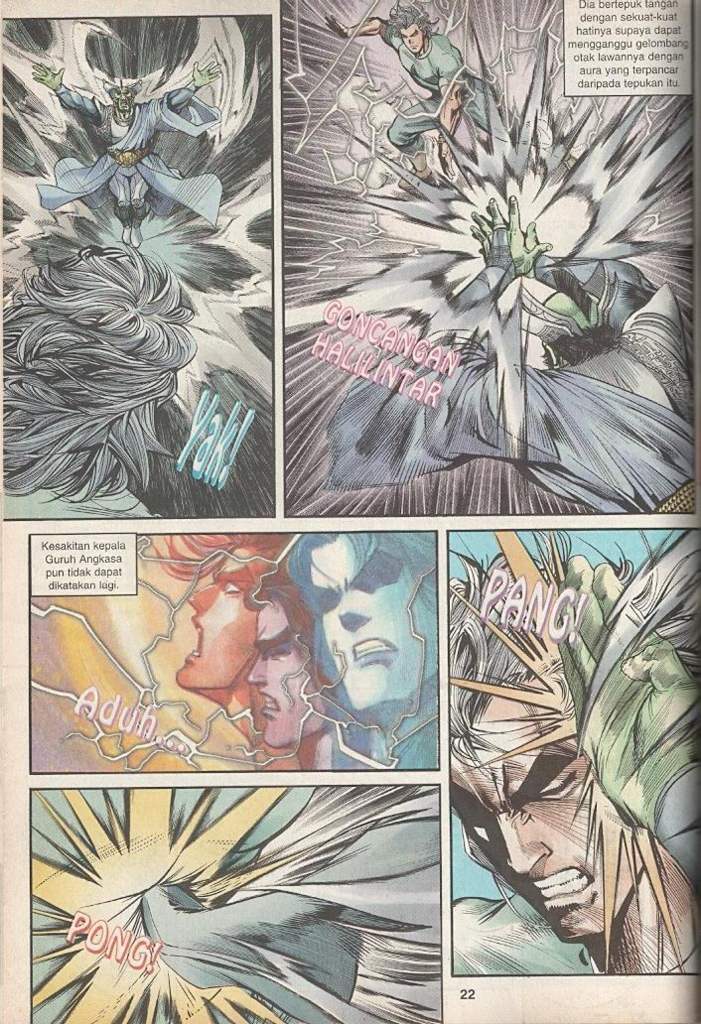 Yak!
Dia bertepuk tangan
dengan sekuat-kuat
hatinya supaya dapat
mengganggu gelombang
otak lawannya dengan
aura yang terpancar
daripada tepukan itu.
GONCANGAN
HALILINTAR
Kesakitan kepala
Guruh Angkasa
pun tidak dapat
dikatakan lagi.
Aduh...
PANG!
PONG!
22